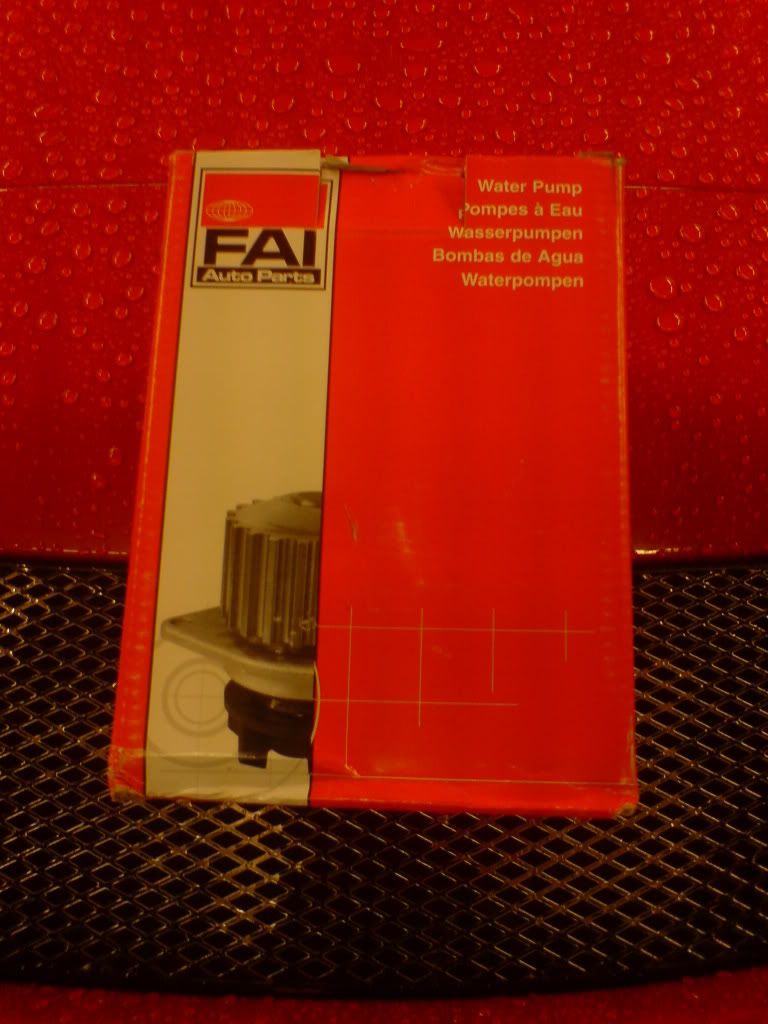 FAI
Auto Parts
Water Pump
Pompes à Eau
Wasserpumpen
Bombas de Agua
Waterpompen